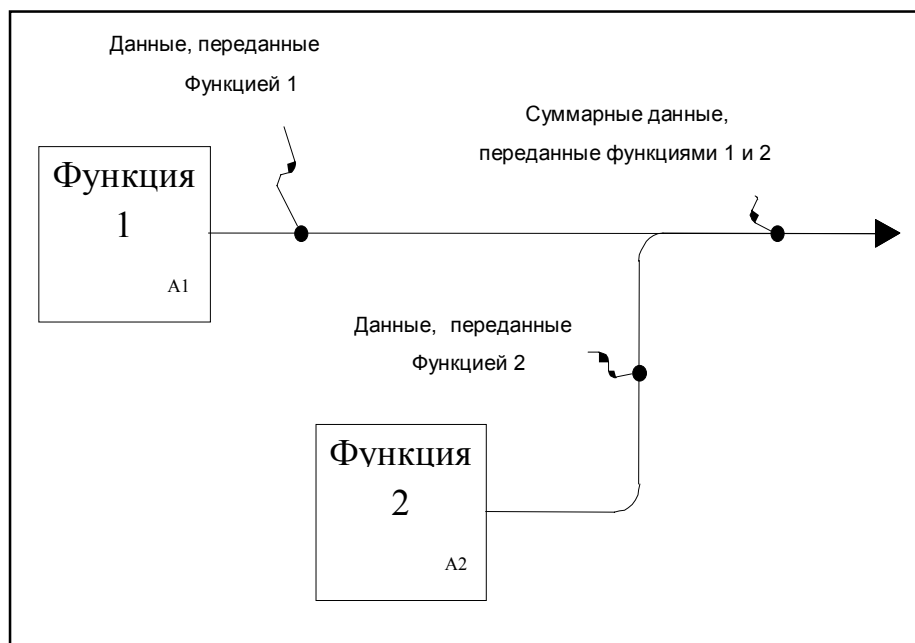 Данные, переданные
Функцией 1
Суммарные данные,
переданные функциями 1 и 2
Функция
1
A1
Данные, переданные
Функцией 2
Функция
2
A2